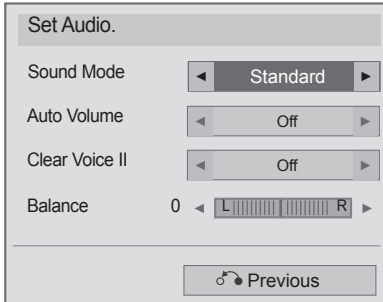 Set Audio.
Sound Mode ◄ Standard ►
Auto Volume ◄ Off ►
Clear Voice II ◄ Off ►
Balance 0 ◄ L R ►
Previous